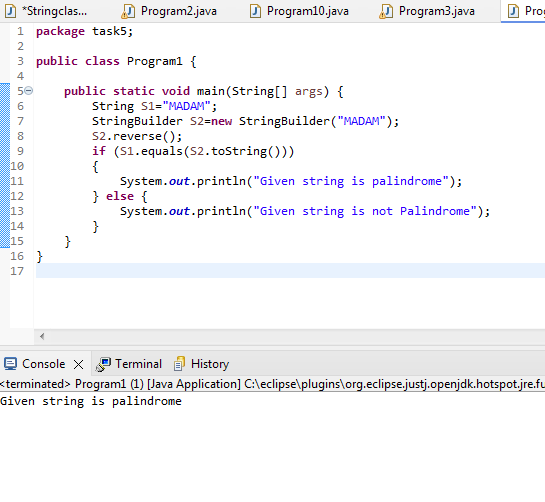 *Stringclas... Program2.java Program10.java Program3.java Pro
1 package task5;
2
3 public class Program1 {
4
5 public static void main(String[] args) {
6 String S1="MADAM";
7 StringBuilder S2=new StringBuilder("MADAM");
8 S2.reverse();
9 if (S1.equals(S2.toString()))
10 {
11 System.out.println("Given string is palindrome");
12 } else {
13 System.out.println("Given string is not Palindrome");
14 }
15 }
16 }
17
Console Terminal History
<terminated> Program1 (1) [Java Application] C:\eclipse\plugins\org.eclipse.justj.openjdk.hotspot.jre.fu
Given string is palindrome